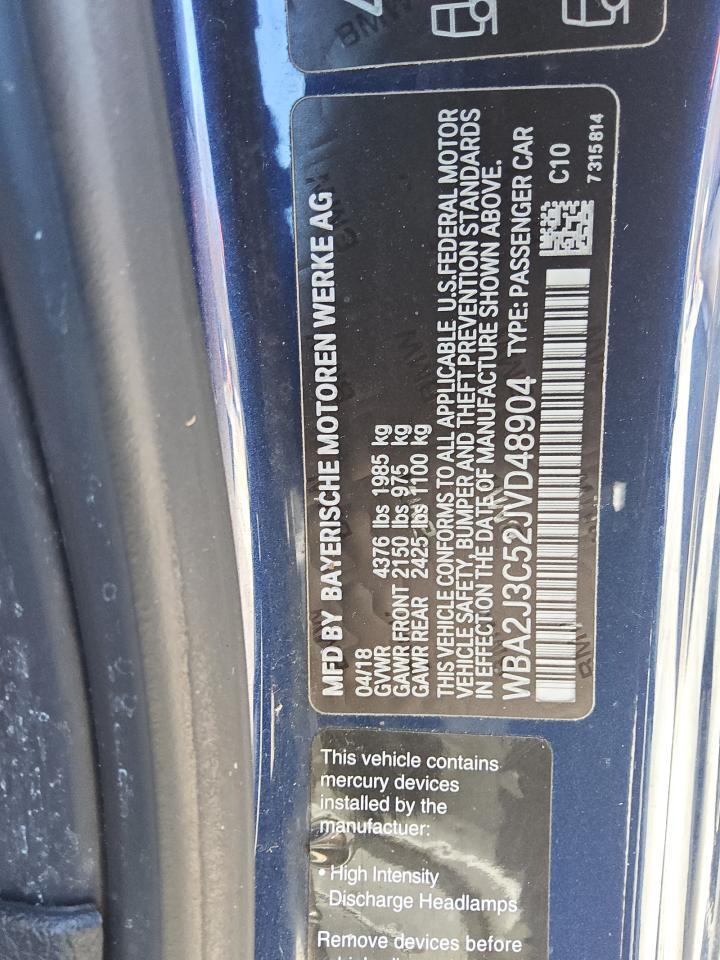 MFD BY BAYERISCHE MOTOREN WERKE AG
04/18
GVWR 4376 lbs 1985 kg
GAWR FRONT 2150 lbs 975 kg
GAWR REAR 2425 lbs 1100 kg
THIS VEHICLE CONFORMS TO ALL APPLICABLE U.S.FEDERAL MOTOR
VEHICLE SAFETY, BUMPER AND THEFT PREVENTION STANDARDS
IN EFFECT ON THE DATE OF MANUFACTURE SHOWN ABOVE.
WBA2J3C52JVD48904 TYPE: PASSENGER CAR
C10
7315814
This vehicle contains
mercury devices
installed by the
manufactuer:
• High Intensity
Discharge Headlamps
Remove devices before